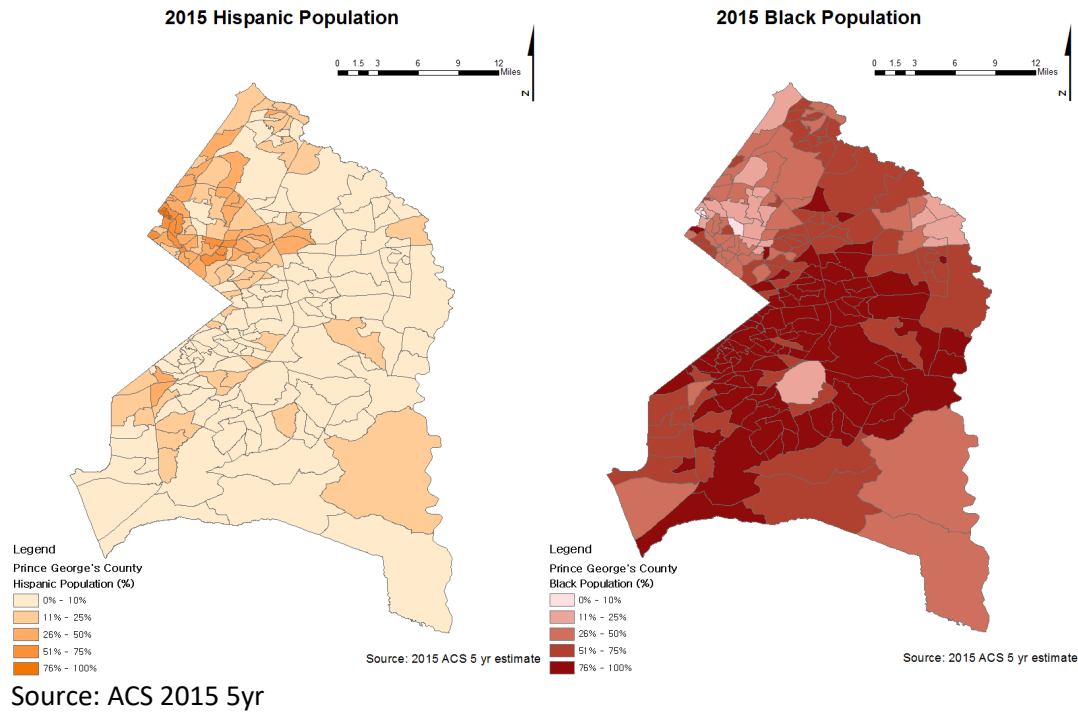 2015 Hispanic Population
0 1.5 3 6 9 12
Miles
N
Legend
Prince George's County
Hispanic Population (%)
0% - 10%
11% - 25%
26% - 50%
51% - 75%
76% - 100%
Source: 2015 ACS 5 yr estimate
2015 Black Population
0 1.5 3 6 9 12
Miles
N
Legend
Prince George's County
Black Population (%)
0% - 10%
11% - 25%
26% - 50%
51% - 75%
76% - 100%
Source: 2015 ACS 5 yr estimate
Source: ACS 2015 5yr